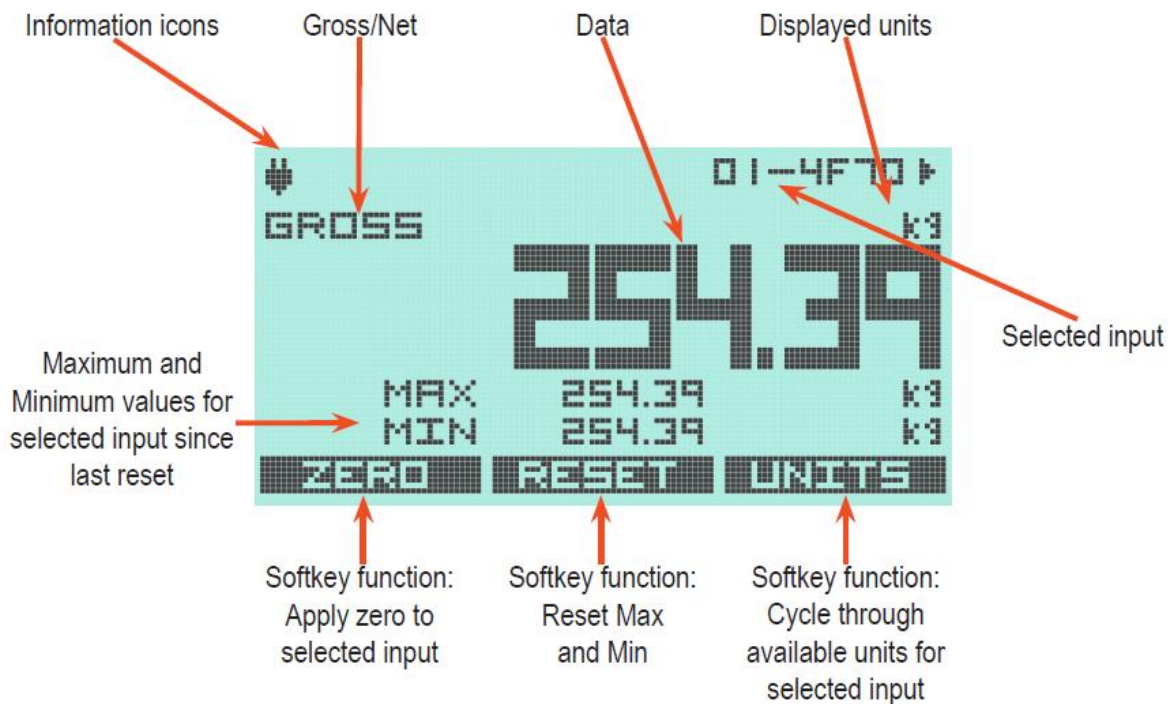 Information icons
Gross/Net
Data
Displayed units
01-4F70
GROSS
kg
254.39
Selected input
Maximum and
Minimum values for
selected input since
last reset
MAX 254.39 kg
MIN 254.39 kg
ZERO RESET UNITS
Softkey function:
Apply zero to
selected input
Softkey function:
Reset Max
and Min
Softkey function:
Cycle through
available units for
selected input